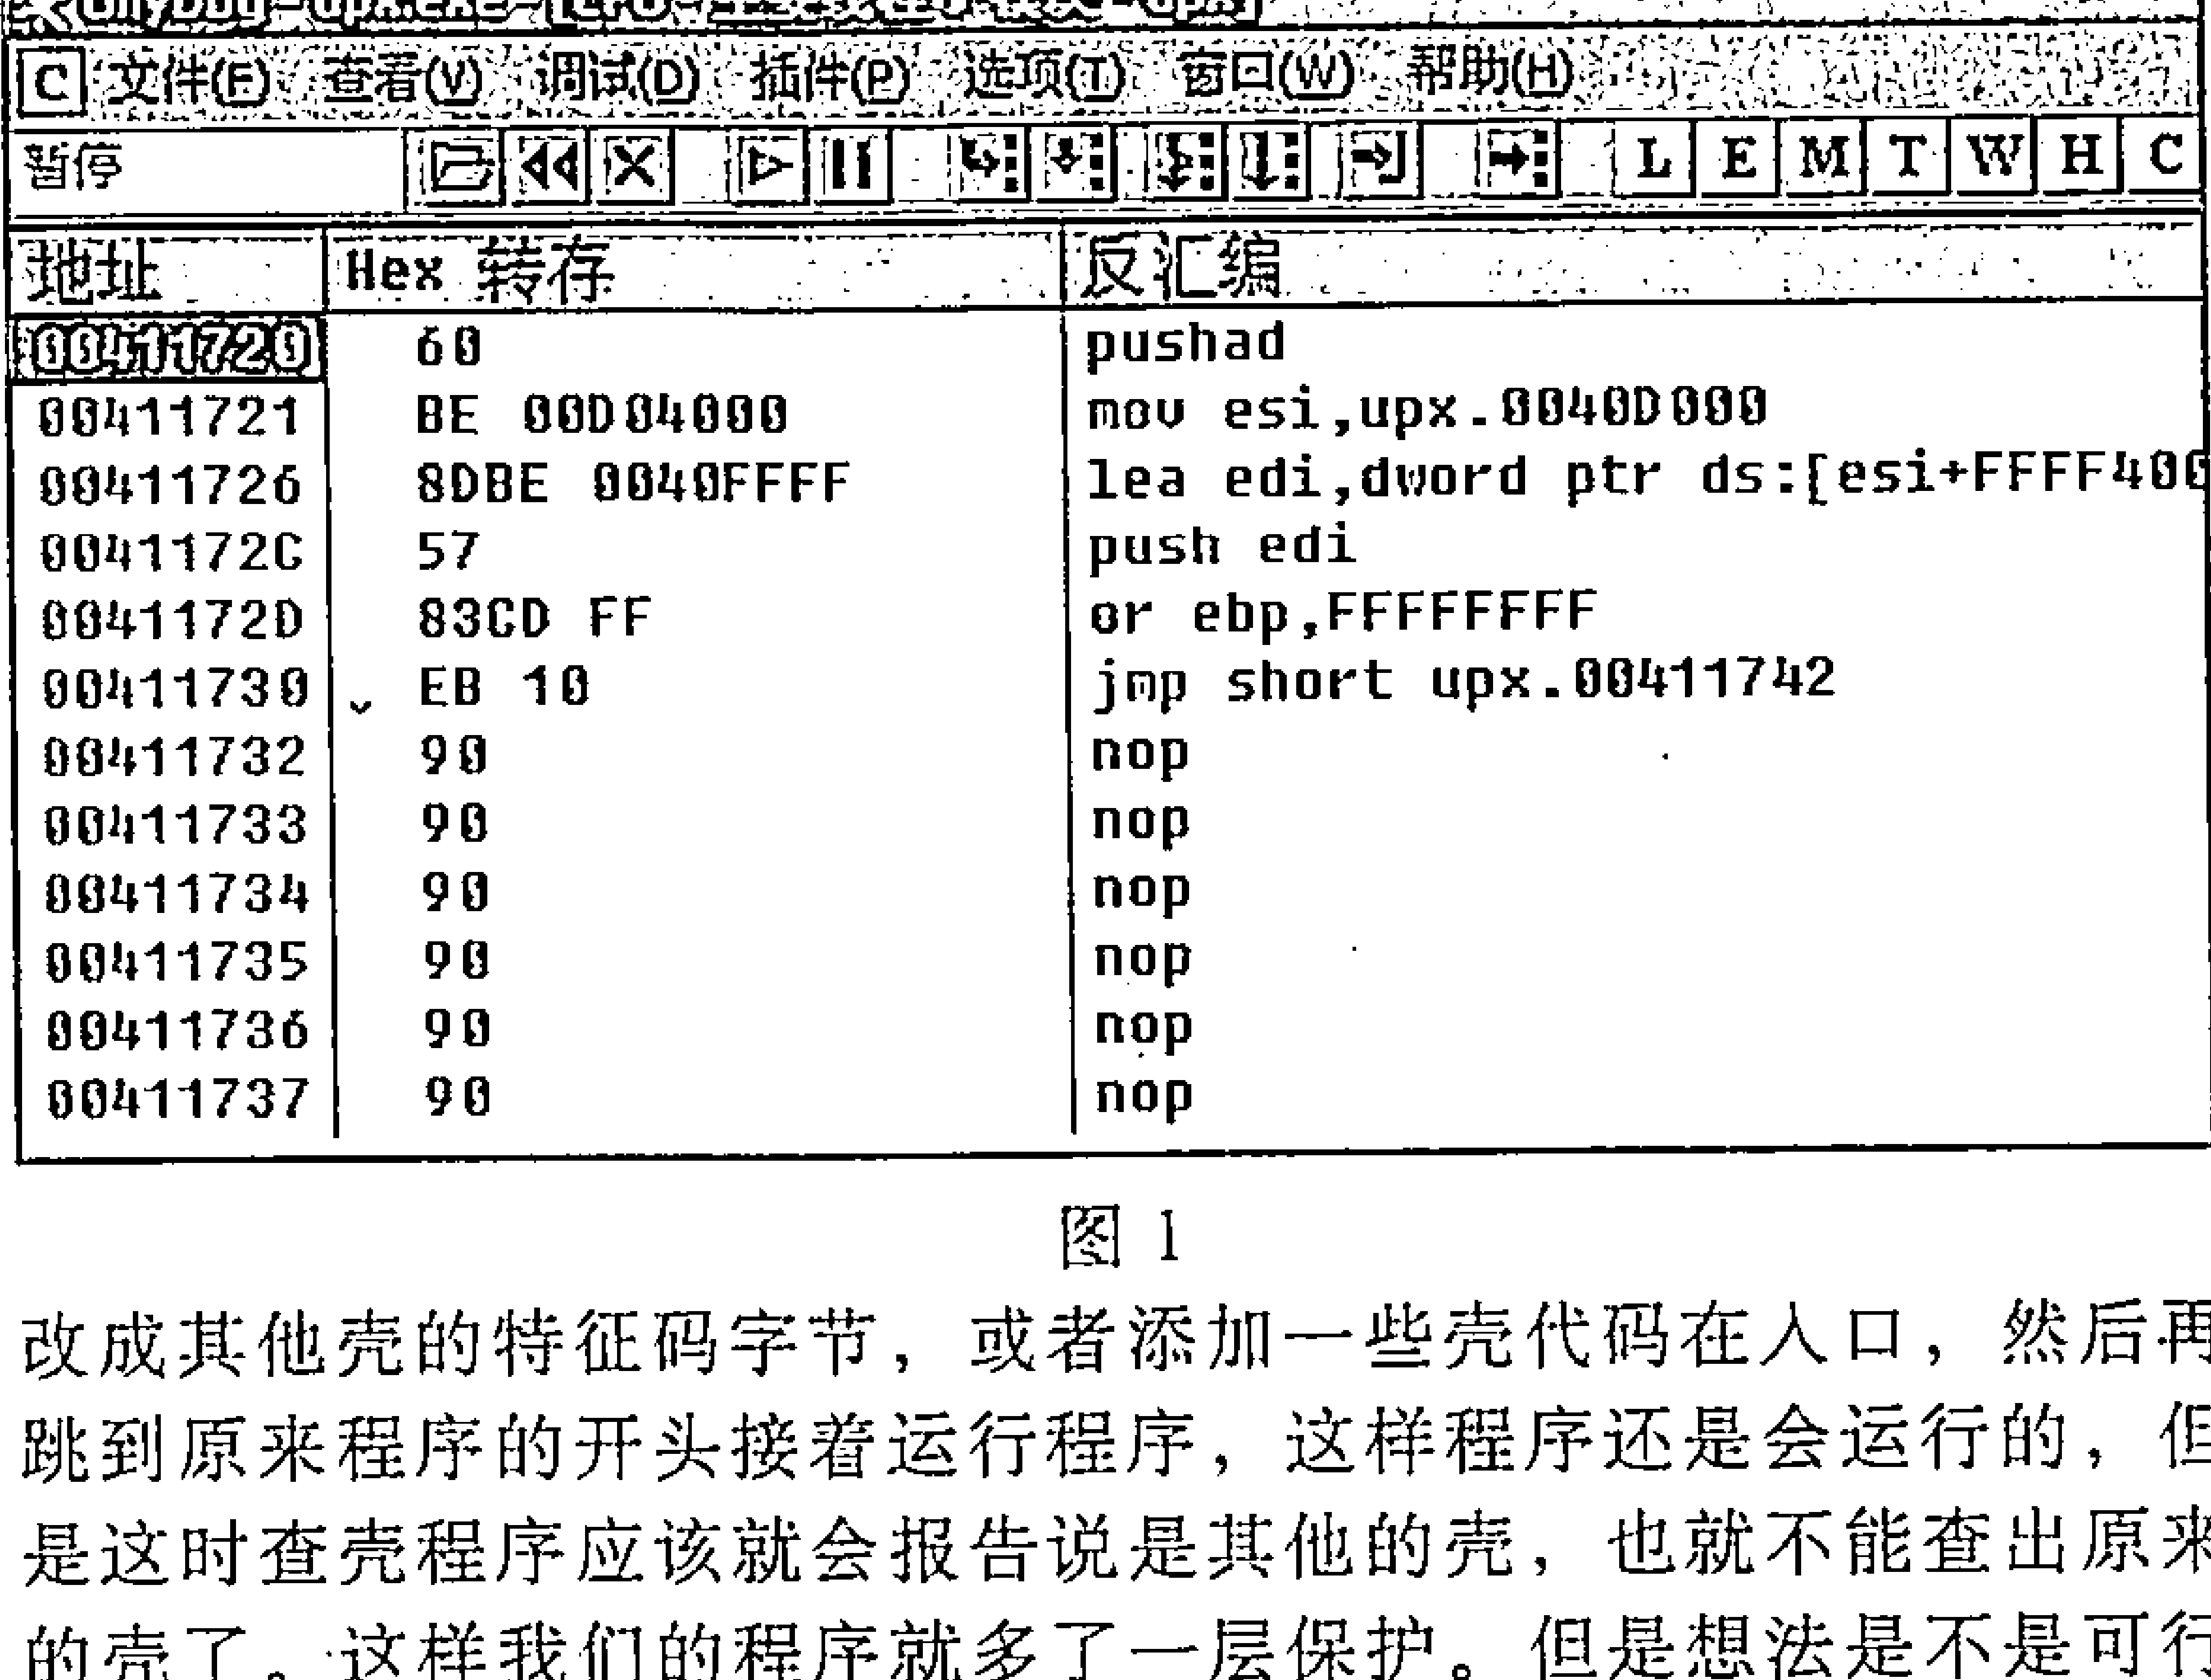 C 文件(F) 查看(V) 调试(D) 插件(P) 选项(T) 窗口(W) 帮助(H)
暂停 L E M T W H C
地址 Hex 转存 反汇编
00411720 60 pushad
00411721 BE 00D04000 mov esi,upx.0040D000
00411726 8DBE 0040FFFF lea edi,dword ptr ds:[esi+FFFF400
0041172C 57 push edi
0041172D 83CD FF or ebp,FFFFFFFF
00411730 EB 10 jmp short upx.00411742
00411732 90 nop
00411733 90 nop
00411734 90 nop
00411735 90 nop
00411736 90 nop
00411737 90 nop
图 1
改成其他壳的特征码字节，或者添加一些壳代码在入口，然后再
跳到原来程序的开头接着运行程序，这样程序还是会运行的，但
是这时查壳程序应该就会报告说是其他的壳，也就不能查出原来
的壳了。这样我们的程序就多了一层保护。但是想法是不是可行